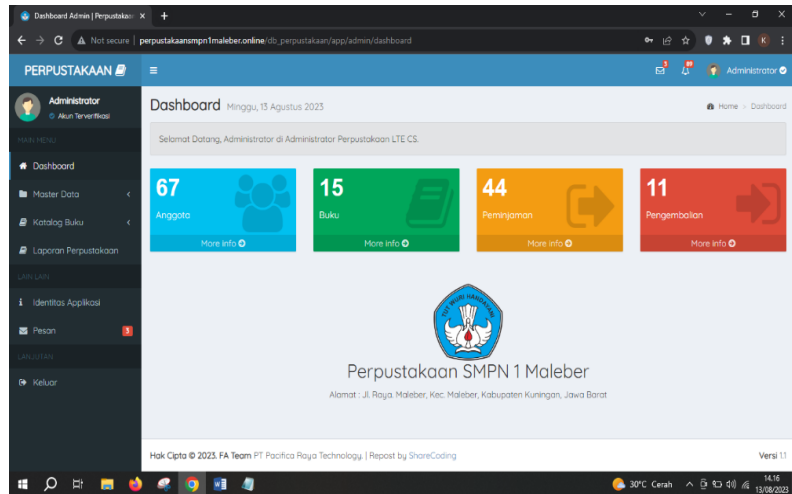 Dashboard Admin | Perpustakaan
Not secure | perpustakaansmpn1maleber.online/db_perpustakaan/app/admin/dashboard
K
PERPUSTAKAAN
Administrator
Akun Terverifikasi
MAIN MENU
Dashboard
Master Data
Katalog Buku
Laporan Perpustakaan
LAIN LAIN
Identitas Applikasi
Pesan 5
LANJUTAN
Keluar
Administrator
Dashboard Minggu, 13 Agustus 2023
Home > Dashboard
Selamat Datang, Administrator di Administrator Perpustakaan LTE CS.
67
Anggota
More info
15
Buku
More info
44
Peminjaman
More info
11
Pengembalian
More info
TUT WURI HANDAYANI
Perpustakaan SMPN 1 Maleber
Alamat : Jl. Raya. Maleber, Kec. Maleber, Kabupaten Kuningan, Jawa Barat
Hak Cipta © 2023. FA Team PT Pacifica Raya Technology. | Repost by ShareCoding
Versi 1.1
30°C Cerah
14.16
13/08/2023